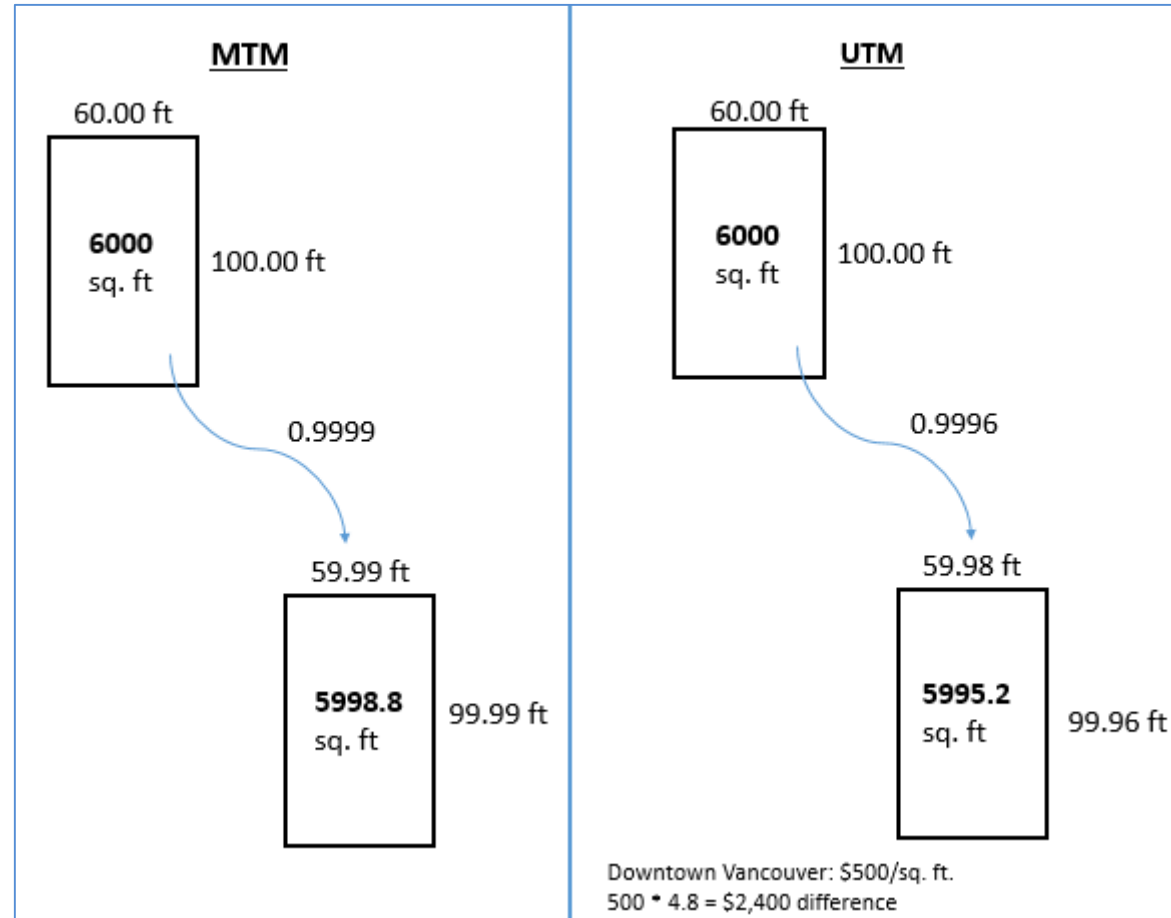 MTM
60.00 ft
6000
sq. ft
100.00 ft
0.9999
59.99 ft
5998.8
sq. ft
99.99 ft
UTM
60.00 ft
6000
sq. ft
100.00 ft
0.9996
59.98 ft
5995.2
sq. ft
99.96 ft
Downtown Vancouver: $500/sq. ft.
500 * 4.8 = $2,400 difference